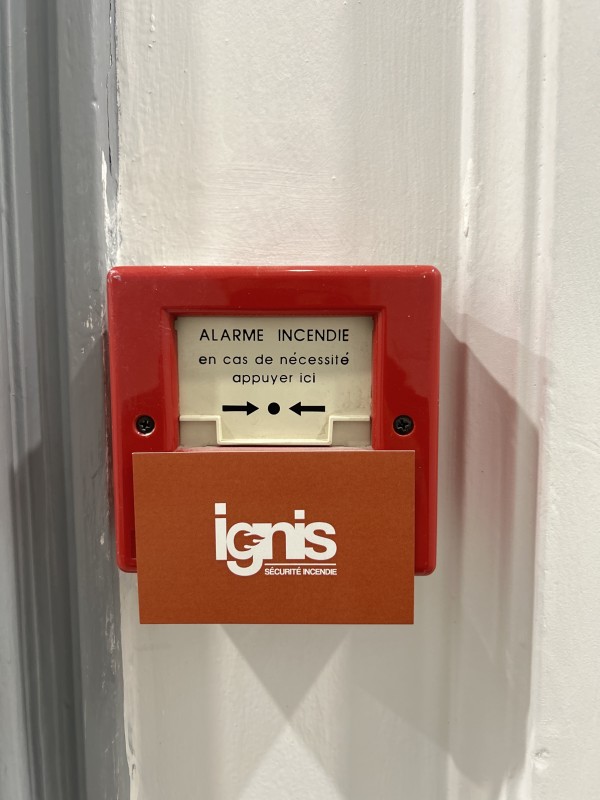 ALARME INCENDIE
en cas de nécessité
appuyer ici
ignis
SÉCURITÉ INCENDIE